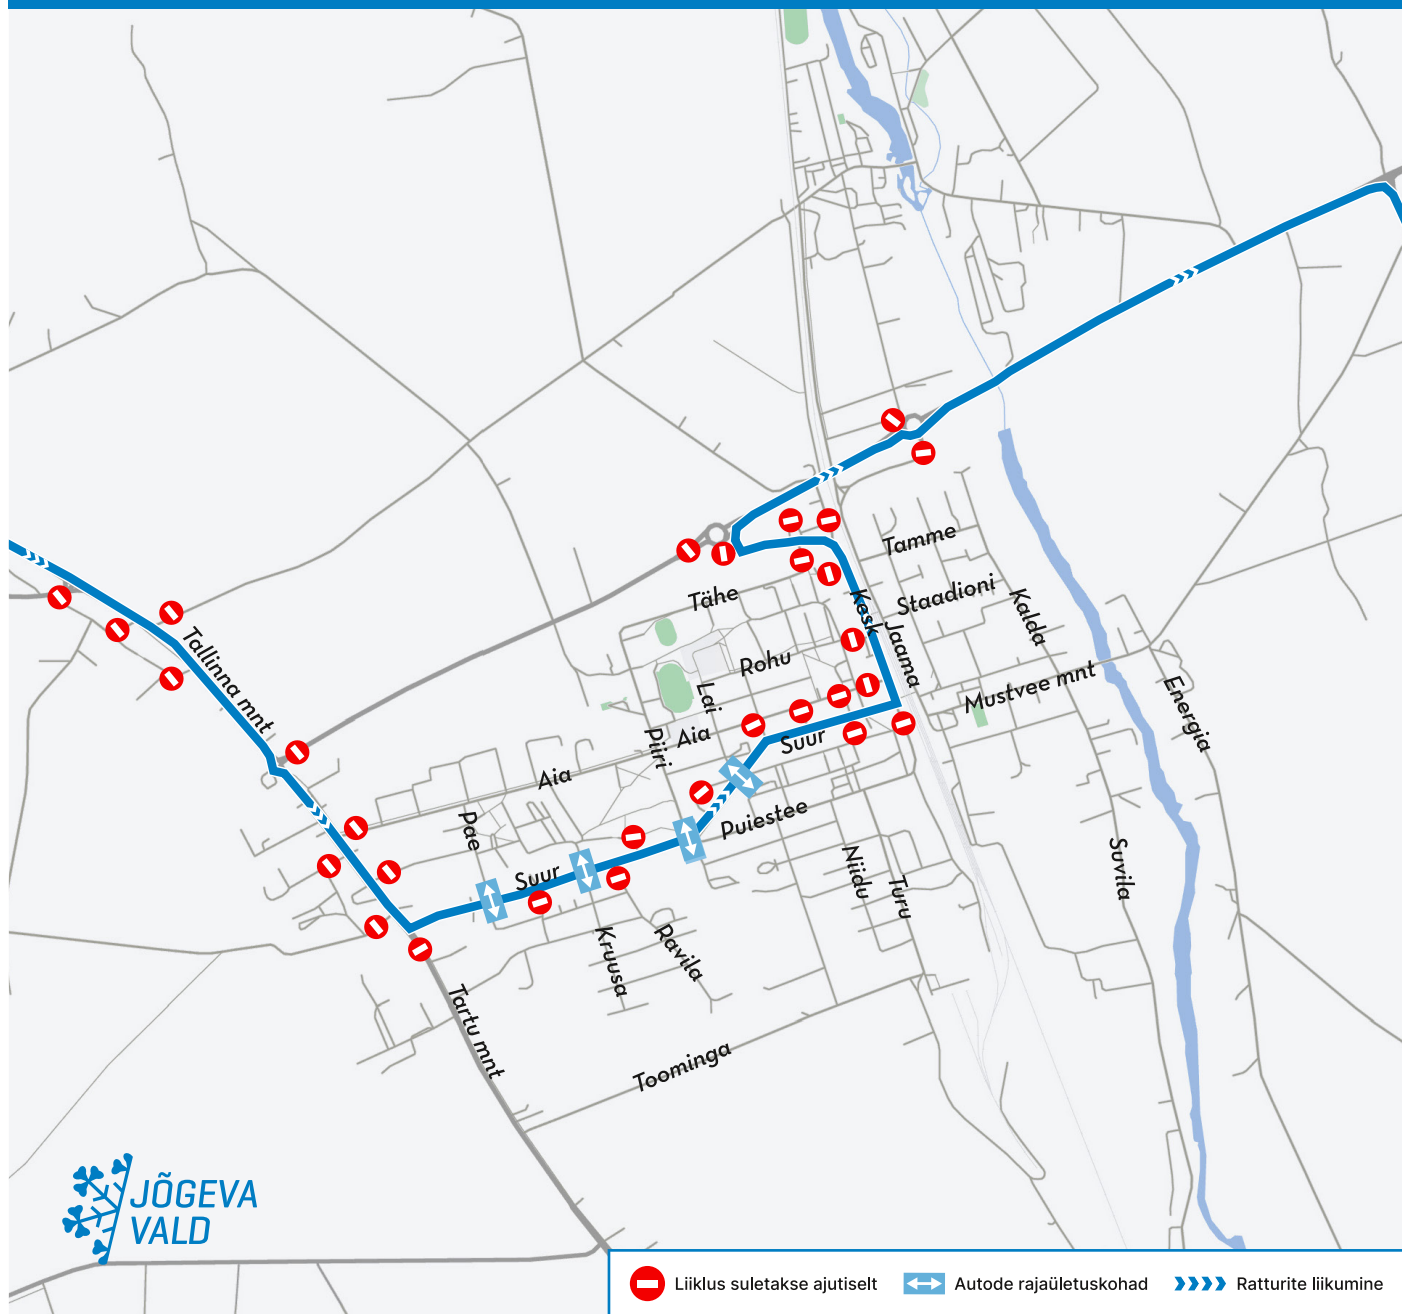 Tamme
Staadioni
Tähe
Kesk
Kalda
Jaama
Tallinna mnt
Rohu
Mustvee mnt
Lai
Energia
Aia
Piiri
Suur
Aia
Pae
Puiestee
Suur
Niidu
Turu
Suvila
Kruusa
Ravila
Tartu mnt
Toominga
JÕGEVA
VALD
Liiklus suletakse ajutiselt
Autode rajaületuskohad
Ratturite liikumine